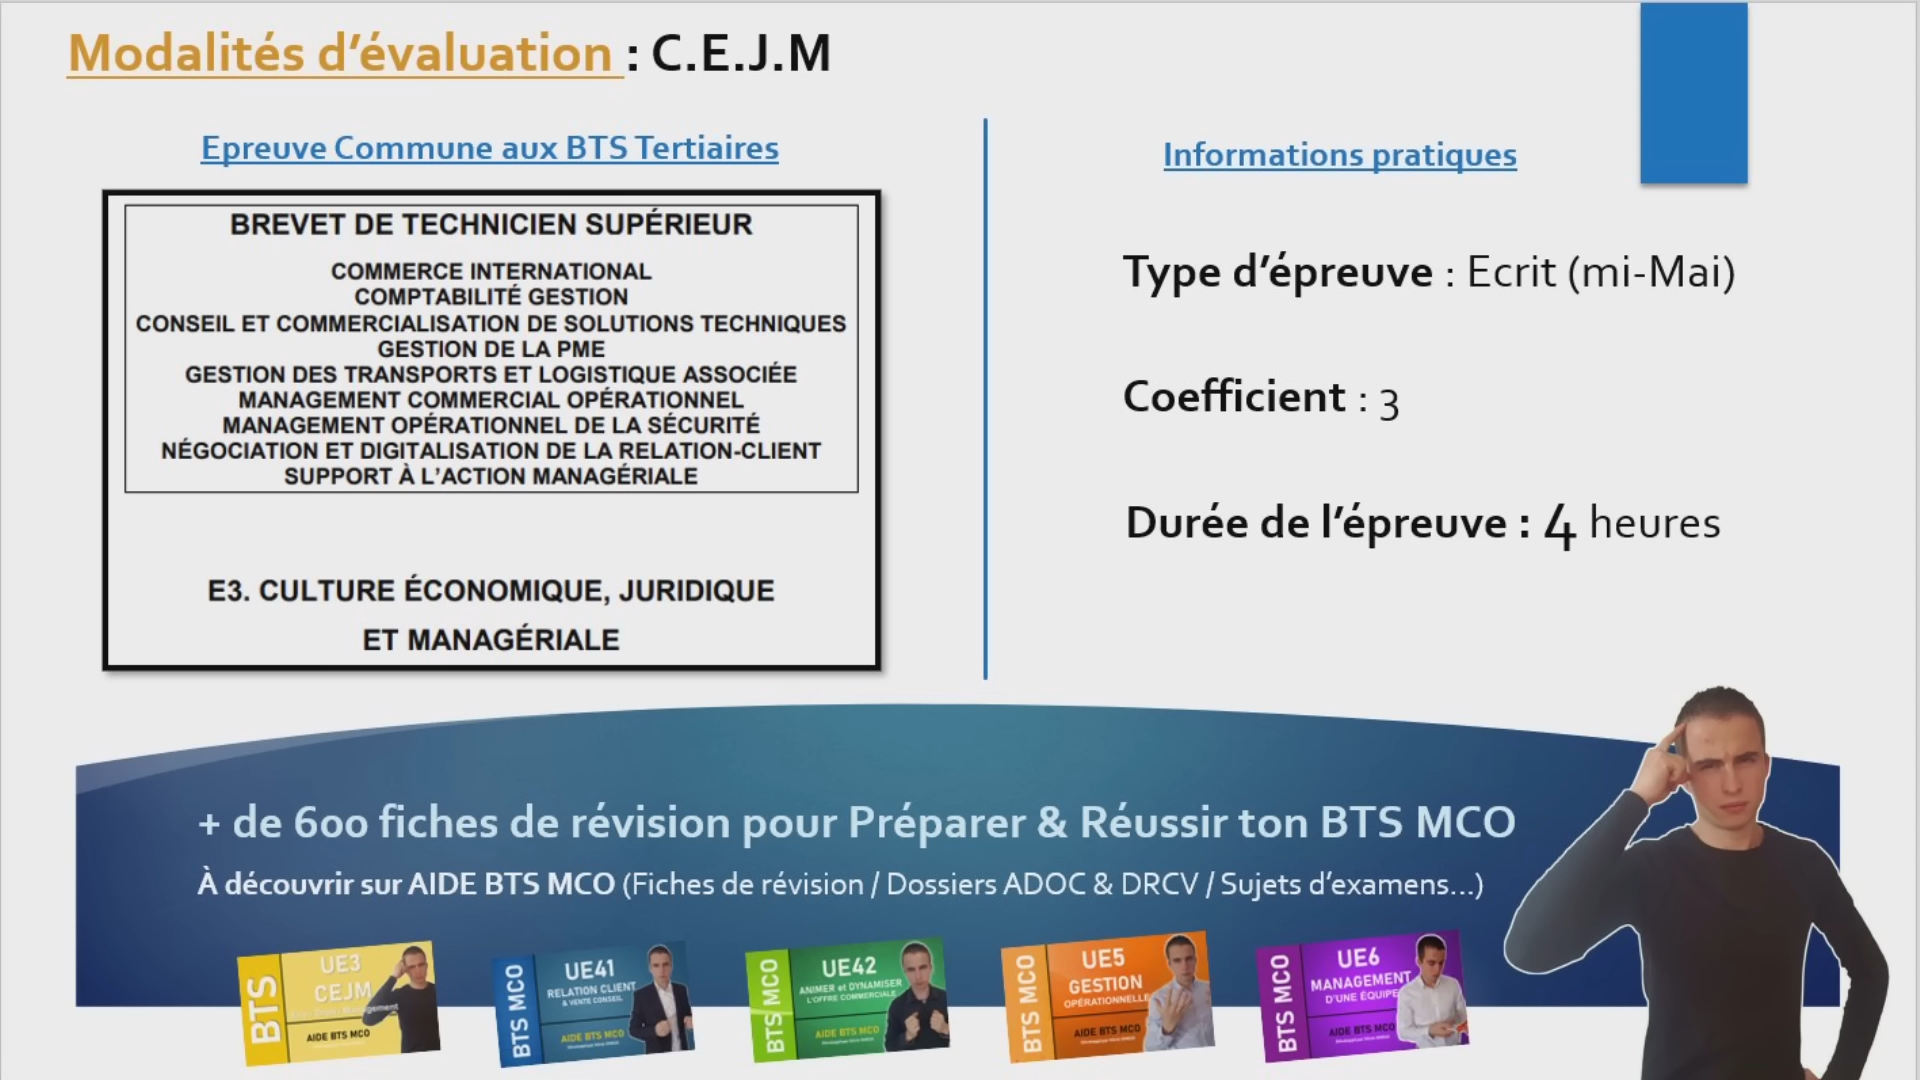 Modalités d'évaluation : C.E.J.M
Epreuve Commune aux BTS Tertiaires
BREVET DE TECHNICIEN SUPÉRIEUR
COMMERCE INTERNATIONAL
COMPTABILITÉ GESTION
CONSEIL ET COMMERCIALISATION DE SOLUTIONS TECHNIQUES
GESTION DE LA PME
GESTION DES TRANSPORTS ET LOGISTIQUE ASSOCIÉE
MANAGEMENT COMMERCIAL OPÉRATIONNEL
MANAGEMENT OPÉRATIONNEL DE LA SÉCURITÉ
NÉGOCIATION ET DIGITALISATION DE LA RELATION-CLIENT
SUPPORT À L'ACTION MANAGÉRIALE
E3. CULTURE ÉCONOMIQUE, JURIDIQUE
ET MANAGÉRIALE
Informations pratiques
Type d'épreuve : Ecrit (mi-Mai)
Coefficient : 3
Durée de l'épreuve : 4 heures
+ de 600 fiches de révision pour Préparer & Réussir ton BTS MCO
À découvrir sur AIDE BTS MCO (Fiches de révision / Dossiers ADOC & DRCV / Sujets d'examens...)
BTS
UE3
CEJM
AIDE BTS MCO
BTS MCO
UE41
RELATION CLIENT
& VENTE CONSEIL
AIDE BTS MCO
BTS MCO
UE42
ANIMER et DYNAMISER
L'OFFRE COMMERCIALE
AIDE BTS MCO
BTS MCO
UE5
GESTION
OPÉRATIONNELLE
AIDE BTS MCO
BTS MCO
UE6
MANAGEMENT
D'UNE ÉQUIPE
AIDE BTS MCO